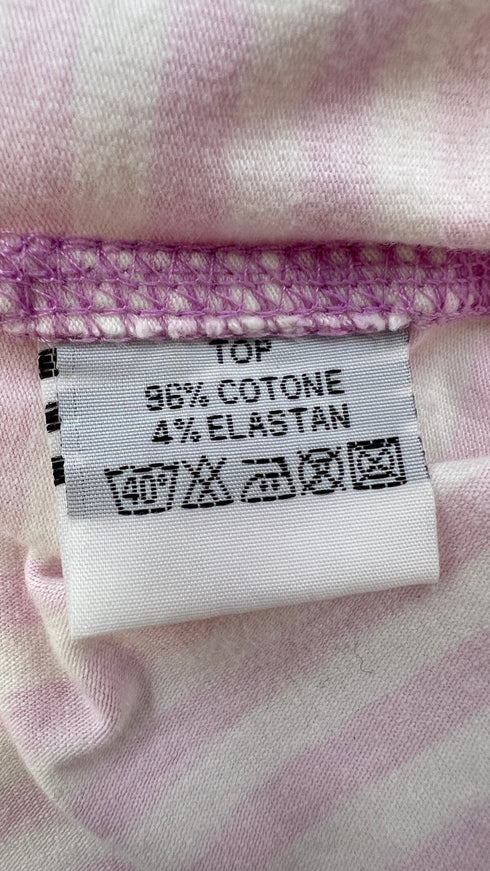 TOP
96% COTONE
4% ELASTAN
40°